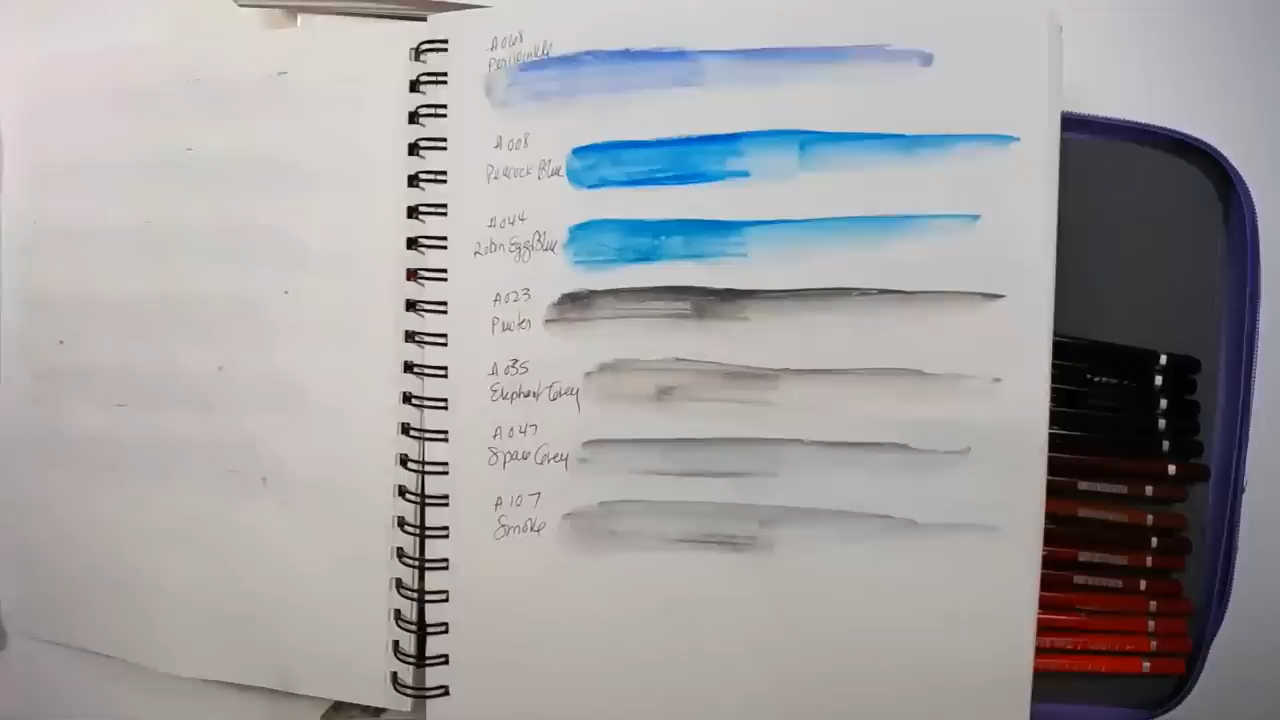 A068
Periwinkle
A008
Peacock Blue
A044
Robin Egg Blue
A023
Pewter
A035
Elephant Grey
A047
Space Grey
A107
Smoke